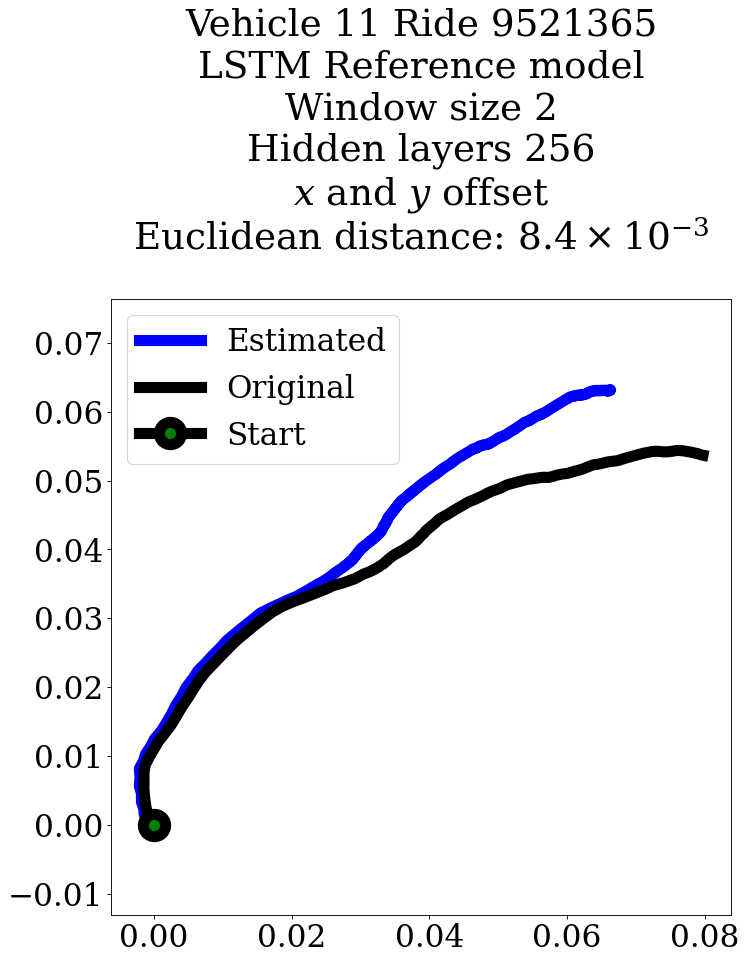 Vehicle 11 Ride 9521365
LSTM Reference model
Window size 2
Hidden layers 256
x and y offset
Euclidean distance: 8.4 × 10⁻³
Estimated
Original
Start
0.07
0.06
0.05
0.04
0.03
0.02
0.01
0.00
−0.01
0.00 0.02 0.04 0.06 0.08